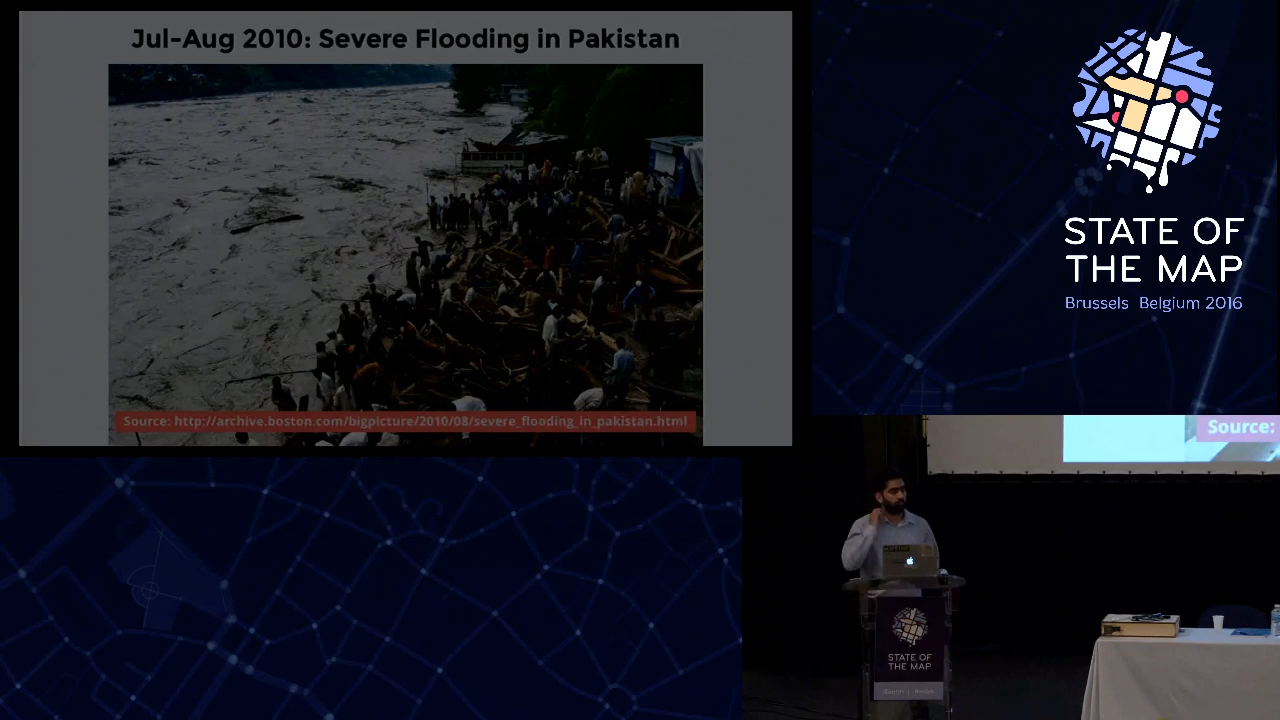 Jul-Aug 2010: Severe Flooding in Pakistan
Source: http://archive.boston.com/bigpicture/2010/08/severe_flooding_in_pakistan.html
STATE OF
THE MAP
Brussels Belgium 2016
Source:
STATE OF
THE MAP